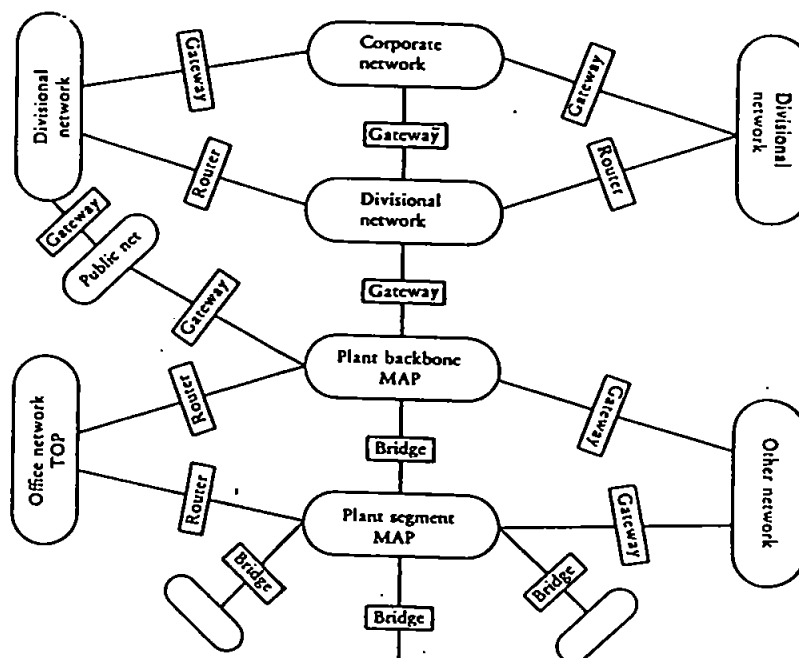 Corporate
network
Gateway
Gateway
Gateway
Divisional
network
Divisional
network
Router
Router
Divisional
network
Gateway
Public net
Gateway
Gateway
Plant backbone
MAP
Router
Gateway
Office network
TOP
Bridge
Other network
Router
Plant segment
MAP
Gateway
Bridge
Bridge
Bridge